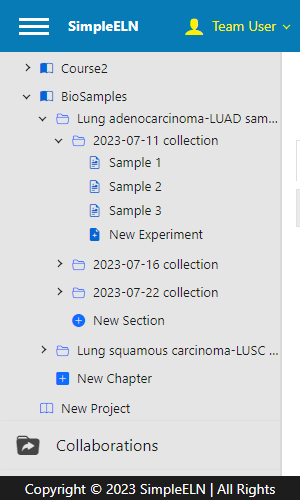 SimpleELN Team User
Course2
BioSamples
Lung adenocarcinoma-LUAD sam...
2023-07-11 collection
Sample 1
Sample 2
Sample 3
New Experiment
2023-07-16 collection
2023-07-22 collection
New Section
Lung squamous carcinoma-LUSC ...
New Chapter
New Project
Collaborations
Copyright © 2023 SimpleELN | All Rights